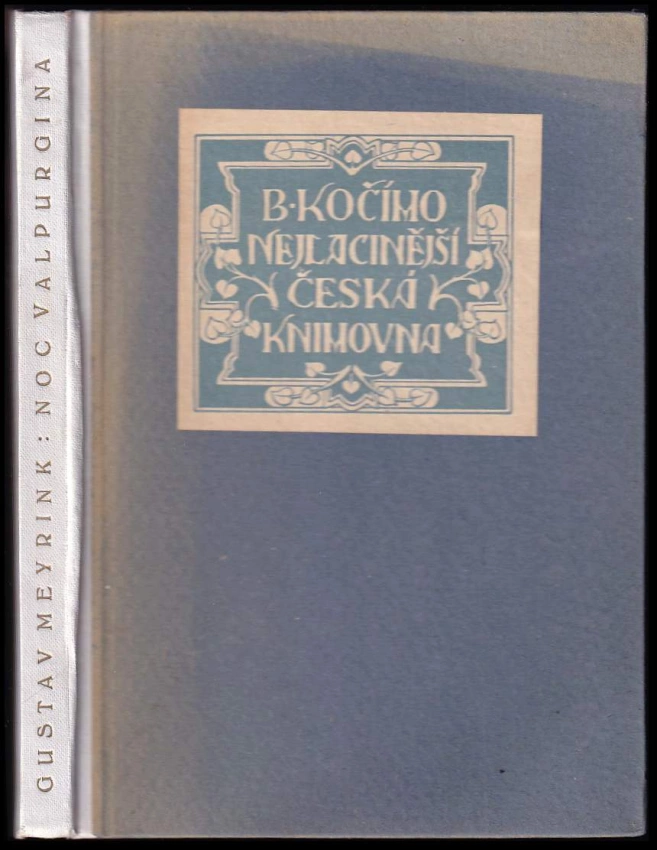 GUSTAV MEYRINK : NOC VALPURGINA
B·KOČÍHO
NEJLACINĚJŠÍ
ČESKÁ
KNIHOVNA